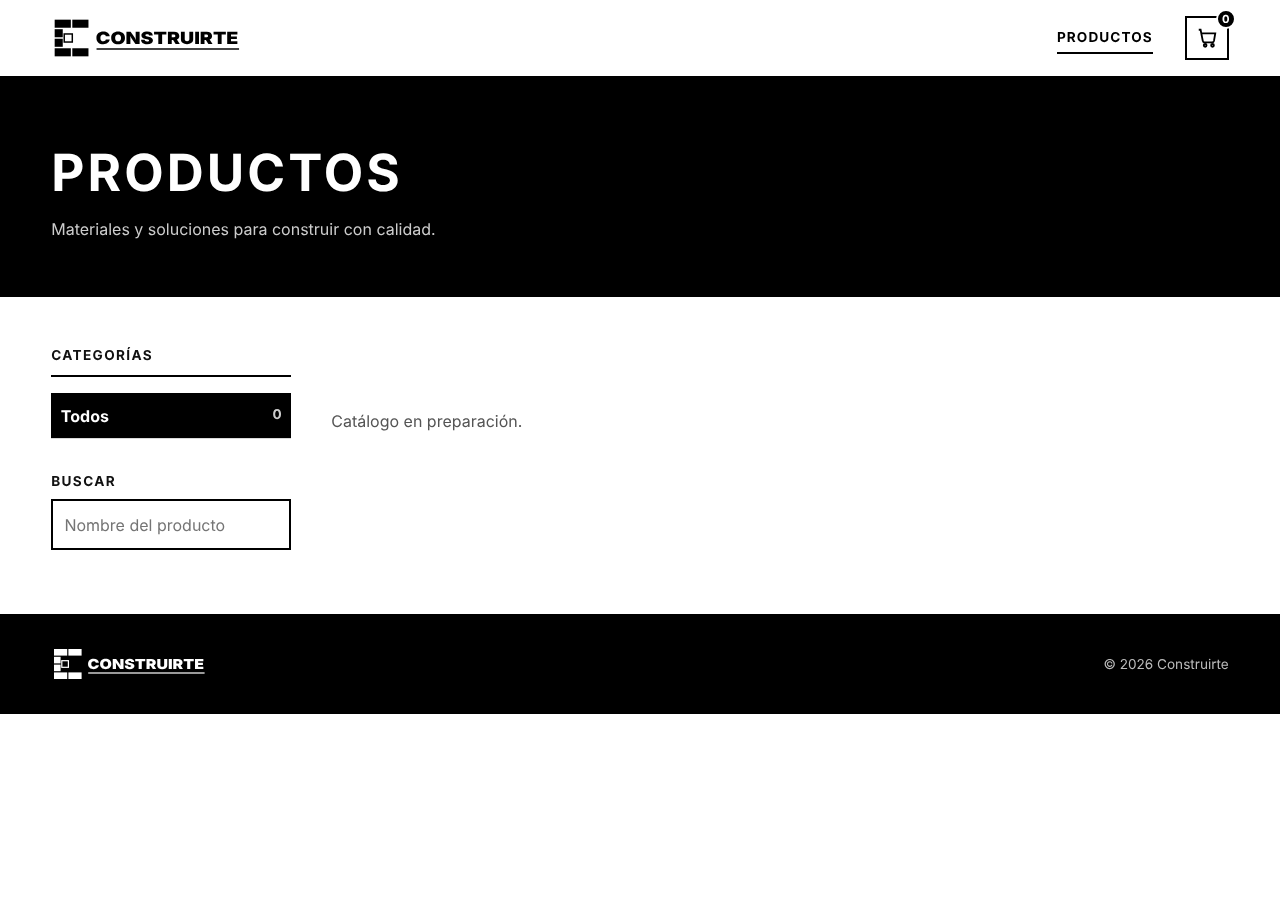 CONSTRUIRTE
PRODUCTOS
0
PRODUCTOS
Materiales y soluciones para construir con calidad.
CATEGORÍAS
Todos 0
Catálogo en preparación.
BUSCAR
Nombre del producto
CONSTRUIRTE
© 2026 Construirte